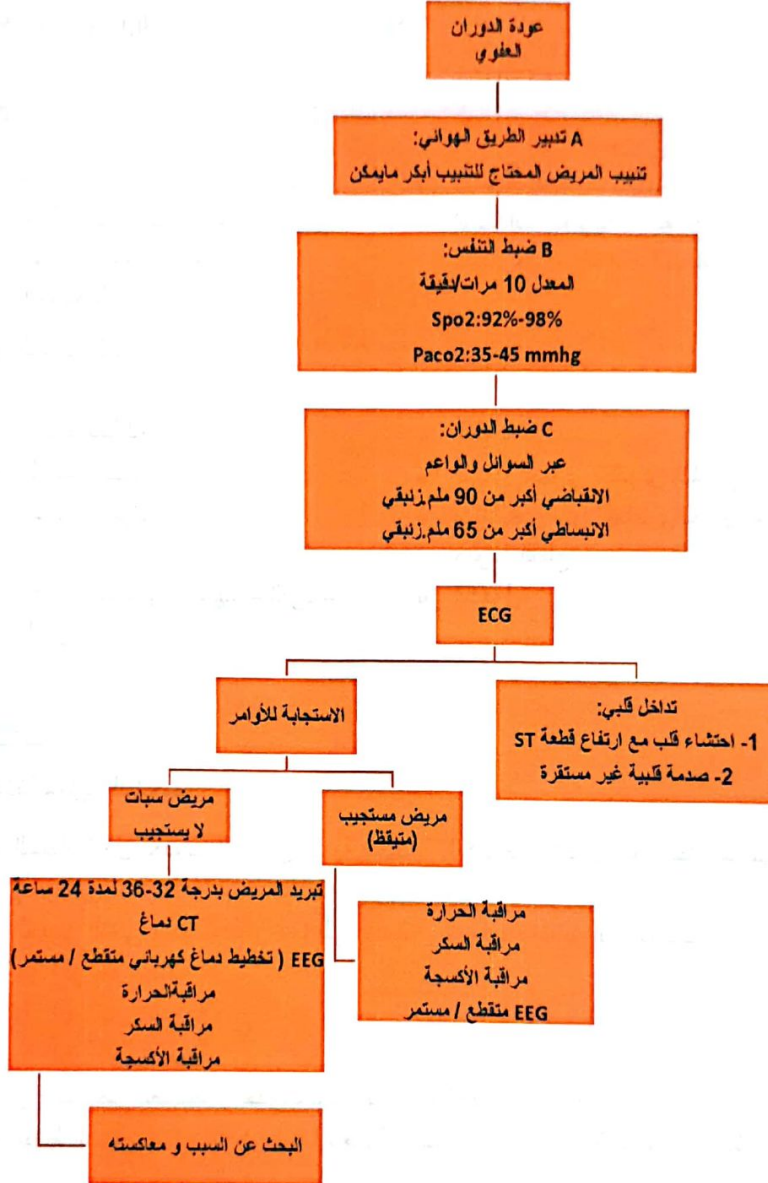 عودة الدوران
العفوي
A تدبير الطريق الهوائي:
تنبيب المريض المحتاج للتنبيب أبكر مايمكن
B ضبط التنفس:
المعدل 10 مرات/دقيقة
Spo2:92%-98%
Paco2:35-45 mmhg
C ضبط الدوران:
عبر السوائل والواعم
الانقباضي أكبر من 90 ملم.زئبقي
الانبساطي أكبر من 65 ملم.زئبقي
ECG
تداخل قلبي:
1- احتشاء قلب مع ارتفاع قطعة ST
2- صدمة قلبية غير مستقرة
الاستجابة للأوامر
مريض مستجيب
(متيقظ)
مراقبة الحرارة
مراقبة السكر
مراقبة الأكسجة
EEG متقطع / مستمر
مريض سبات
لا يستجيب
تبريد المريض بدرجة 32-36 لمدة 24 ساعة
CT دماغ
EEG ( تخطيط دماغ كهربائي متقطع / مستمر)
مراقبةالحرارة
مراقبة السكر
مراقبة الأكسجة
البحث عن السبب و معاكسته